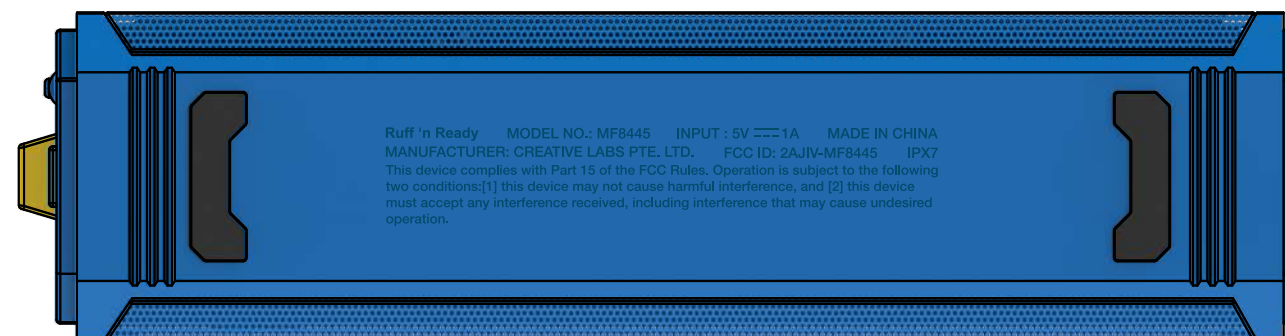 Ruff 'n Ready MODEL NO.: MF8445 INPUT : 5V ⎓ 1A MADE IN CHINA
MANUFACTURER: CREATIVE LABS PTE. LTD. FCC ID: 2AJIV-MF8445 IPX7
This device complies with Part 15 of the FCC Rules. Operation is subject to the following
two conditions:[1] this device may not cause harmful interference, and [2] this device
must accept any interference received, including interference that may cause undesired
operation.